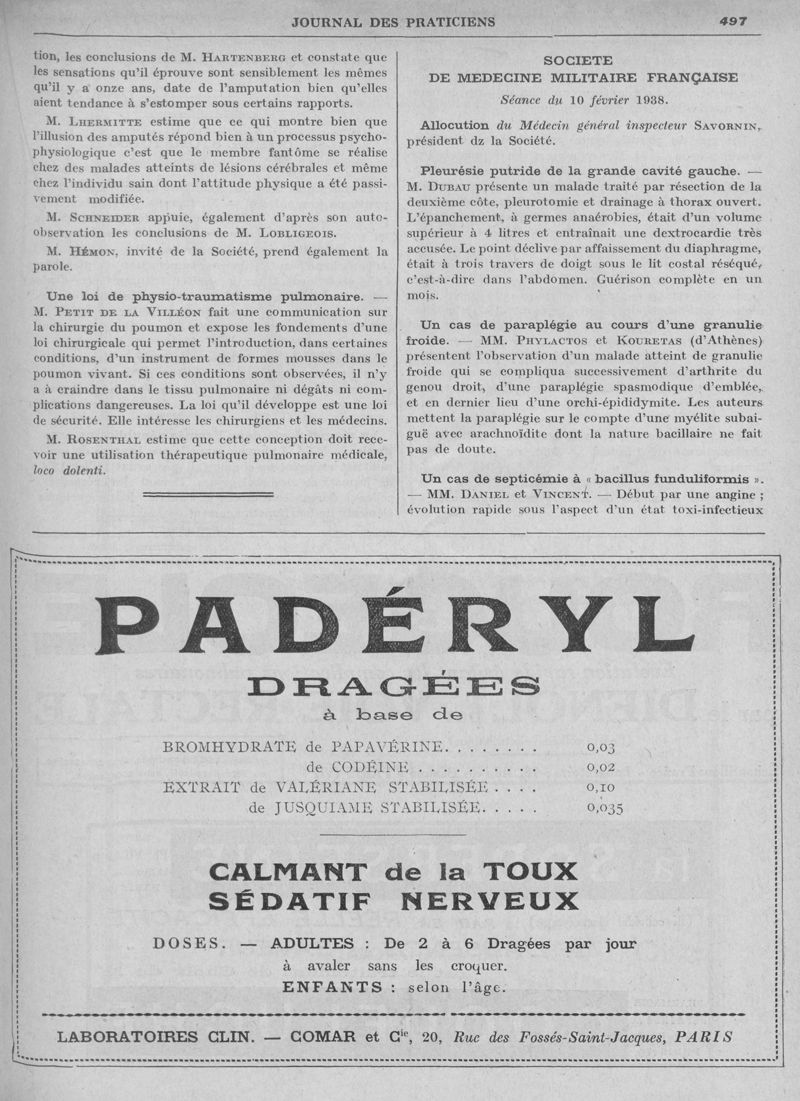 JOURNAL DES PRATICIENS
497
tion, les conclusions de M. HARTENBERG et constate que
les sensations qu'il éprouve sont sensiblement les mêmes
qu'il y a onze ans, date de l'amputation bien qu'elles
aient tendance à s'estomper sous certains rapports.
M. LHERMITTE estime que ce qui montre bien que
l'illusion des amputés répond bien à un processus psycho-
physiologique c'est que le membre fantôme se réalise
chez des malades atteints de lésions cérébrales et même
chez l'individu sain dont l'attitude physique a été passi-
vement modifiée.
M. SCHNEIDER appuie, également d'après son auto-
observation les conclusions de M. LOBLIGEOIS.
M. HÉMON, invité de la Société, prend également la
parole.
Une loi de physio-traumatisme pulmonaire. —
M. PETIT DE LA VILLÉON fait une communication sur
la chirurgie du poumon et expose les fondements d'une
loi chirurgicale qui permet l'introduction, dans certaines
conditions, d'un instrument de formes mousses dans le
poumon vivant. Si ces conditions sont observées, il n'y
a à craindre dans le tissu pulmonaire ni dégâts ni com-
plications dangereuses. La loi qu'il développe est une loi
de sécurité. Elle intéresse les chirurgiens et les médecins.
M. ROSENTHAL estime que cette conception doit rece-
voir une utilisation thérapeutique pulmonaire médicale,
loco dolenti.
SOCIETE
DE MEDECINE MILITAIRE FRANÇAISE
Séance du 10 février 1938.
Allocution du Médecin général inspecteur SAVORNIN,
président dz la Société.
Pleurésie putride de la grande cavité gauche. —
M. DUBAU présente un malade traité par résection de la
deuxième côte, pleurotomie et drainage à thorax ouvert.
L'épanchement, à germes anaérobies, était d'un volume
supérieur à 4 litres et entraînait une dextrocardie très
accusée. Le point déclive par affaissement du diaphragme,
était à trois travers de doigt sous le lit costal réséqué,
c'est-à-dire dans l'abdomen. Guérison complète en un
mois.
Un cas de paraplégie au cours d'une granulie
froide. — MM. PHYLACTOS et KOURETAS (d'Athènes)
présentent l'observation d'un malade atteint de granulie
froide qui se compliqua successivement d'arthrite du
genou droit, d'une paraplégie spasmodique d'emblée,
et en dernier lieu d'une orchi-épididymite. Les auteurs
mettent la paraplégie sur le compte d'une myélite subai-
guë avec arachnoïdite dont la nature bacillaire ne fait
pas de doute.
Un cas de septicémie à « bacillus funduliformis ».
— MM. DANIEL et VINCENT. — Début par une angine ;
évolution rapide sous l'aspect d'un état toxi-infectieux
PADÉRYL
DRAGÉES
à base de
BROMHYDRATE de PAPAVÉRINE........ 0,03
de CODÉINE .......... 0,02
EXTRAIT de VALÉRIANE STABILISÉE .... 0,10
de JUSQUIAME STABILISÉE..... 0,035
CALMANT de la TOUX
SÉDATIF NERVEUX
DOSES. — ADULTES : De 2 à 6 Dragées par jour
à avaler sans les croquer.
ENFANTS : selon l'âge.
LABORATOIRES CLIN. — COMAR et Cie, 20, Rue des Fossés-Saint-Jacques, PARIS